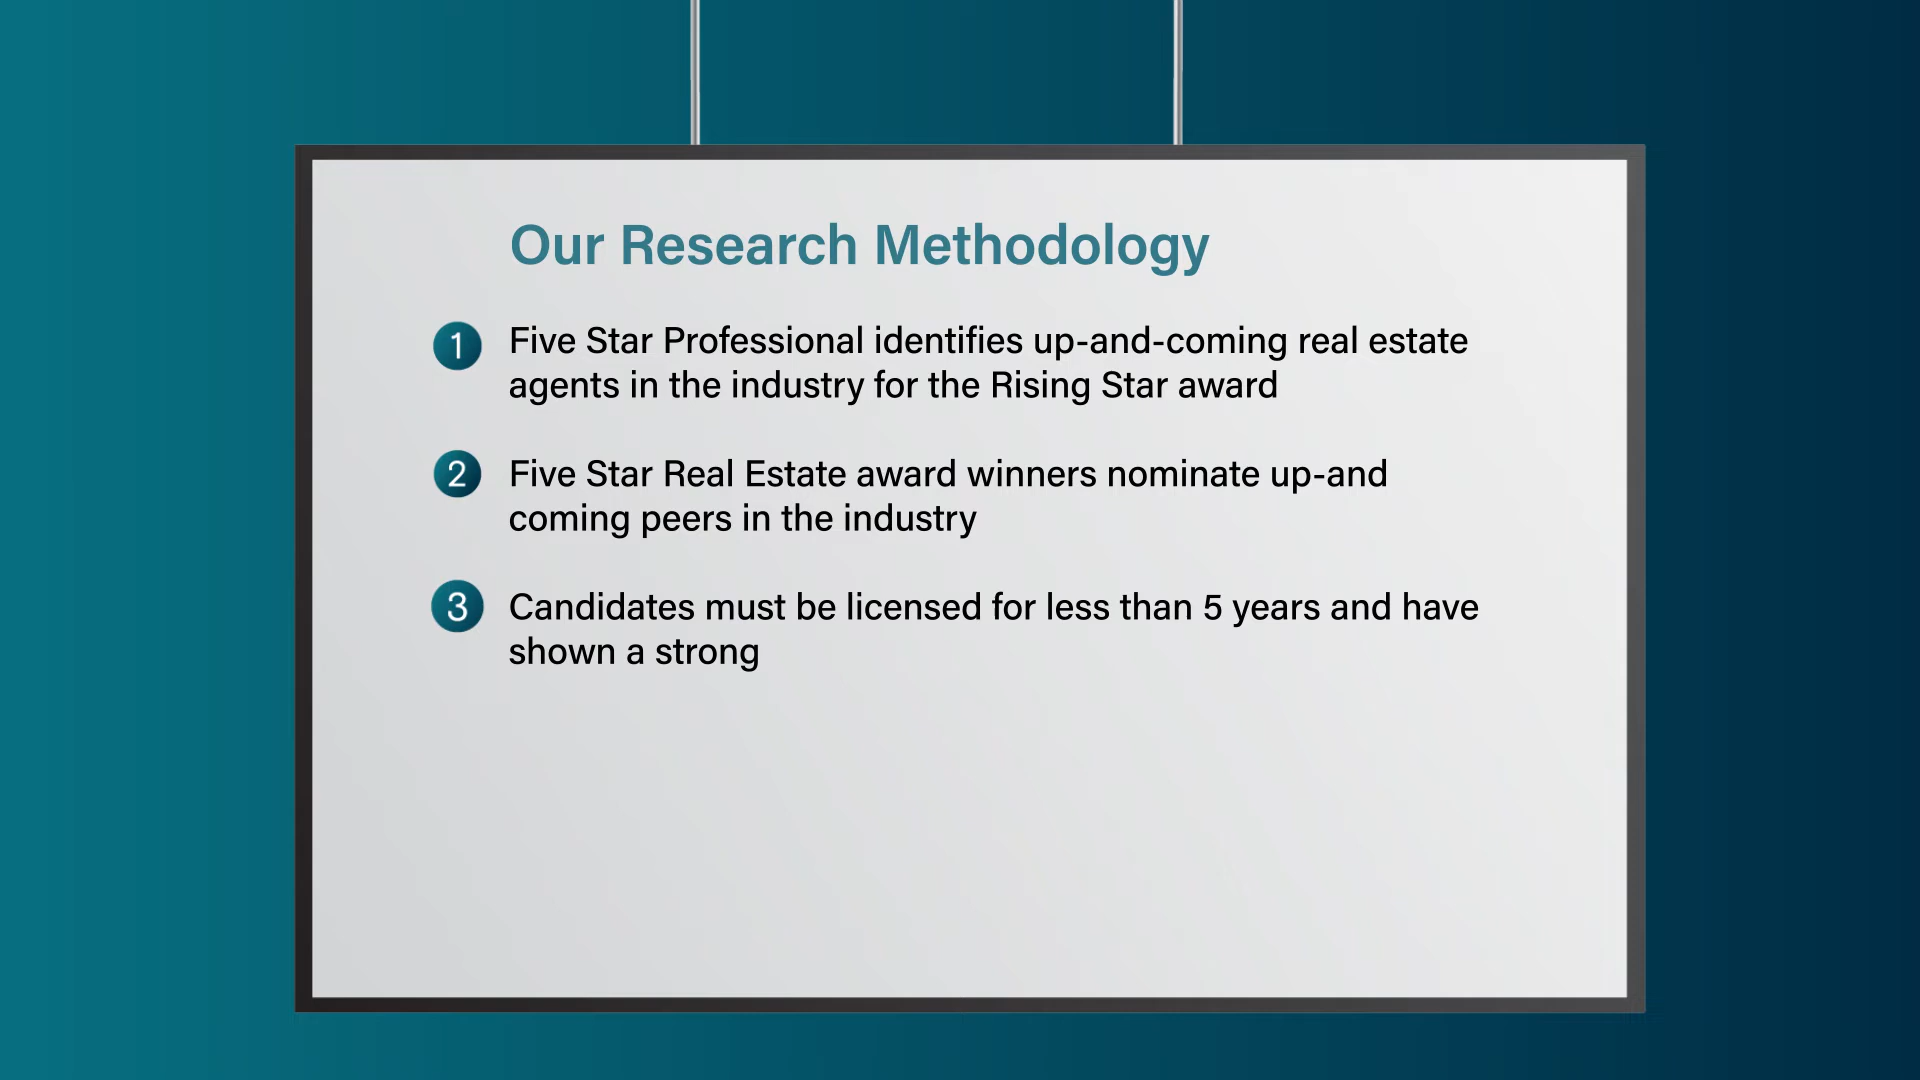 Our Research Methodology
1 Five Star Professional identifies up-and-coming real estate
agents in the industry for the Rising Star award
2 Five Star Real Estate award winners nominate up-and
coming peers in the industry
3 Candidates must be licensed for less than 5 years and have
shown a strong